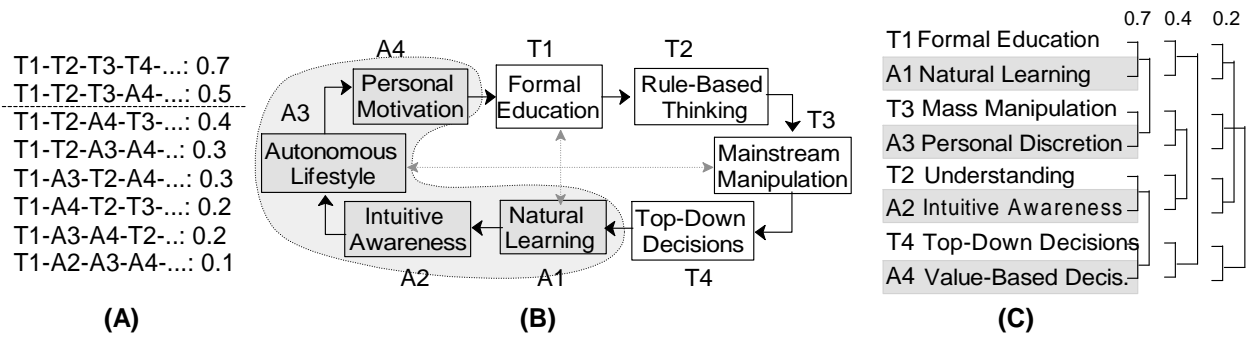 T1-T2-T3-T4-...: 0.7
T1-T2-T3-A4-...: 0.5
T1-T2-A4-T3-...: 0.4
T1-T2-A3-A4-...: 0.3
T1-A3-T2-A4-...: 0.3
T1-A4-T2-T3-...: 0.2
T1-A3-A4-T2-...: 0.2
T1-A2-A3-A4-...: 0.1
(A)
A4
T1
T2
Personal
Motivation
Formal
Education
Rule-Based
Thinking
A3
T3
Autonomous
Lifestyle
Mainstream
Manipulation
Intuitive
Awareness
Natural
Learning
Top-Down
Decisions
A2
A1
T4
(B)
0.7 0.4 0.2
T1 Formal Education
A1 Natural Learning
T3 Mass Manipulation
A3 Personal Discretion
T2 Understanding
A2 Intuitive Awareness
T4 Top-Down Decisions
A4 Value-Based Decis.
(C)